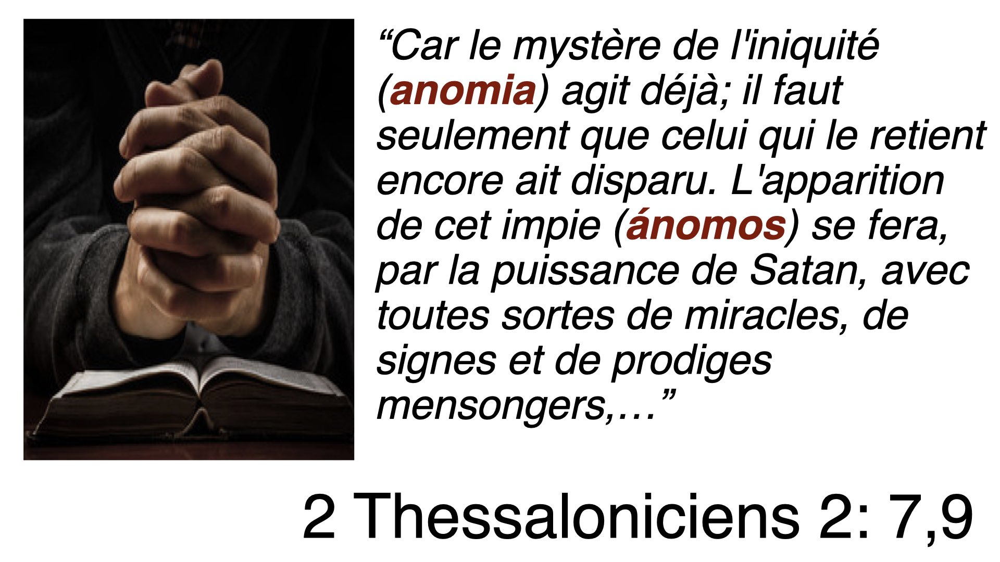 “Car le mystère de l'iniquité
(anomia) agit déjà; il faut
seulement que celui qui le retient
encore ait disparu. L'apparition
de cet impie (ánomos) se fera,
par la puissance de Satan, avec
toutes sortes de miracles, de
signes et de prodiges
mensongers,…”
2 Thessaloniciens 2: 7,9